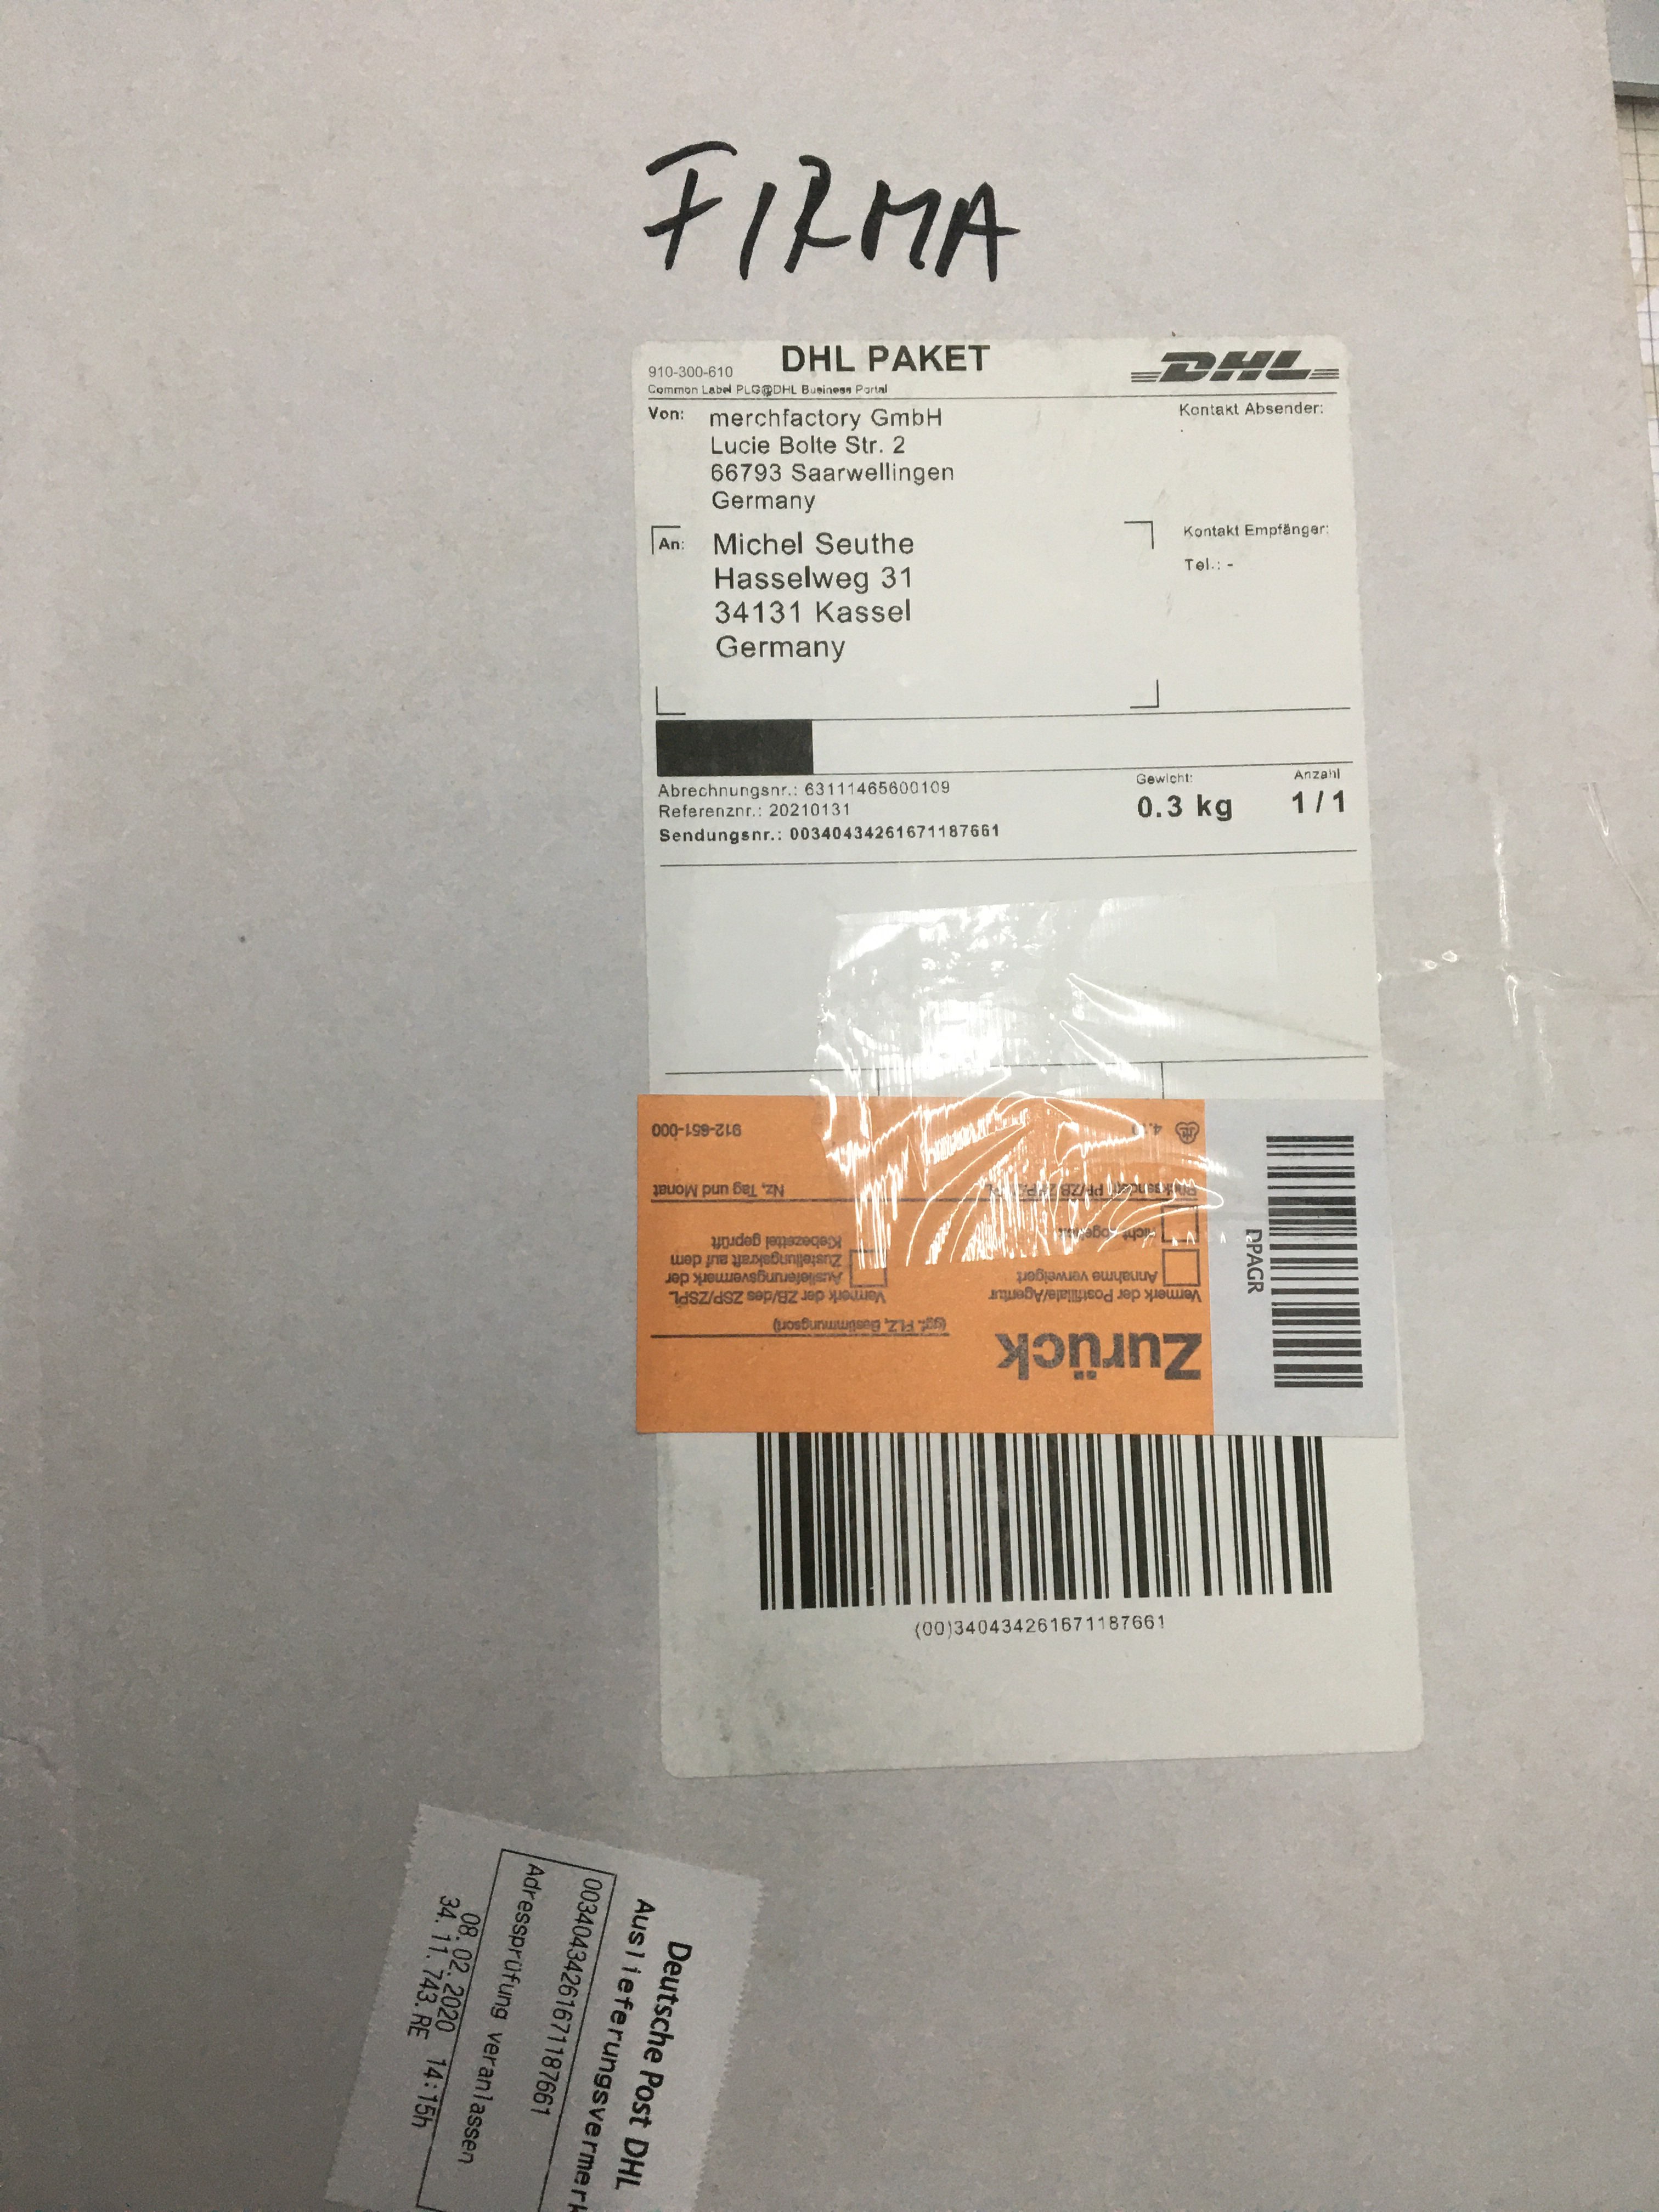 FIRMA
DHL PAKET
910-300-610
DHL
Common Label PLG@DHL Business Portal
Von: merchfactory GmbH
Kontakt Absender:
Lucie Bolte Str. 2
66793 Saarwellingen
Germany
An: Michel Seuthe
Kontakt Empfänger:
Hasselweg 31
Tel.: -
34131 Kassel
Germany
Abrechnungsnr.: 63111465600109
Referenznr.: 20210131
Sendungsnr.: 00340434261671187661
Gewicht:
0.3 kg
Anzahl
1 / 1
Zurück
(ggf. PLZ, Bestimmungsort)
Vermerk der Postfiliale/Agentur
Annahme verweigert
nicht abgeholt
Vermerk der ZB/des ZSP/ZSPL
Auslieferungsvermerk der
Zustellungskraft auf dem
Klebezettel geprüft
Nz, Tag und Monat
912-651-000
DPAGR
(00)340434261671187661
Deutsche Post DHL
Auslieferungsvermerk
00340434261671187661
Adressprüfung veranlassen
08.02.2020 14:15h
34.11.743.RE